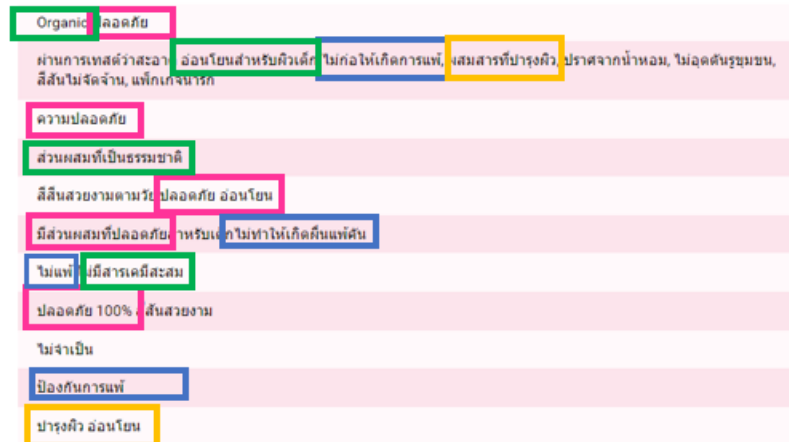 Organic ปลอดภัย
ผ่านการเทสต์ว่าสะอาด อ่อนโยนสำหรับผิวเด็ก ไม่ก่อให้เกิดการแพ้, ผสมสารที่บำรุงผิว, ปราศจากน้ำหอม, ไม่อุดตันรูขุมขน,
สีสันไม่จัดจ้าน, แพ็กเกจน่ารัก
ความปลอดภัย
ส่วนผสมที่เป็นธรรมชาติ
สีสันสวยงามตามวัย ปลอดภัย อ่อนโยน
มีส่วนผสมที่ปลอดภัยสำหรับเด็ก ไม่ทำให้เกิดผื่นแพ้คัน
ไม่แพ้ ไม่มีสารเคมีสะสม
ปลอดภัย 100% สีสันสวยงาม
ไม่จำเป็น
ป้องกันการแพ้
บำรุงผิว อ่อนโยน